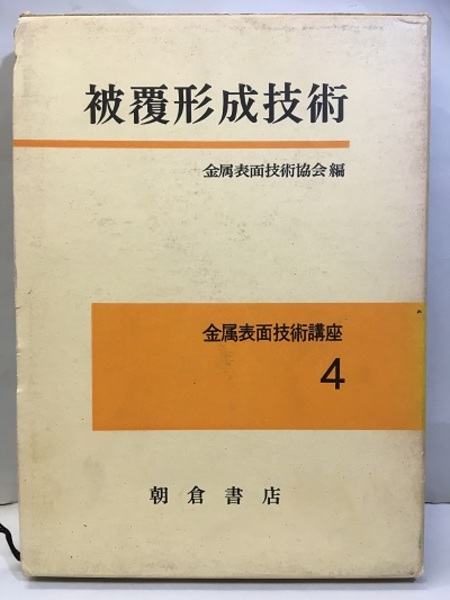 被覆形成技術
金属表面技術協会編
金属表面技術講座
4
朝倉書店